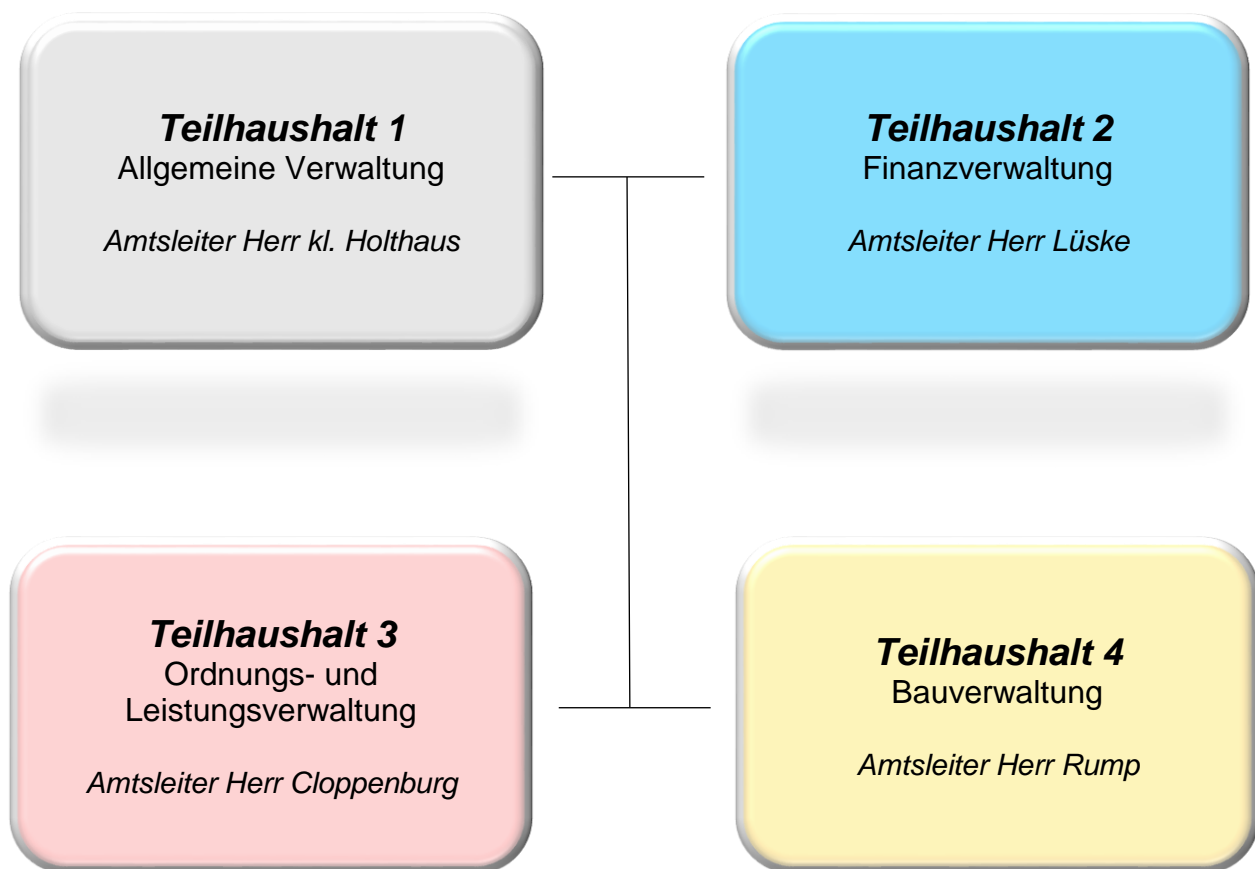 Teilhaushalt 1
Allgemeine Verwaltung
Amtsleiter Herr kl. Holthaus
Teilhaushalt 2
Finanzverwaltung
Amtsleiter Herr Lüske
Teilhaushalt 3
Ordnungs- und
Leistungsverwaltung
Amtsleiter Herr Cloppenburg
Teilhaushalt 4
Bauverwaltung
Amtsleiter Herr Rump